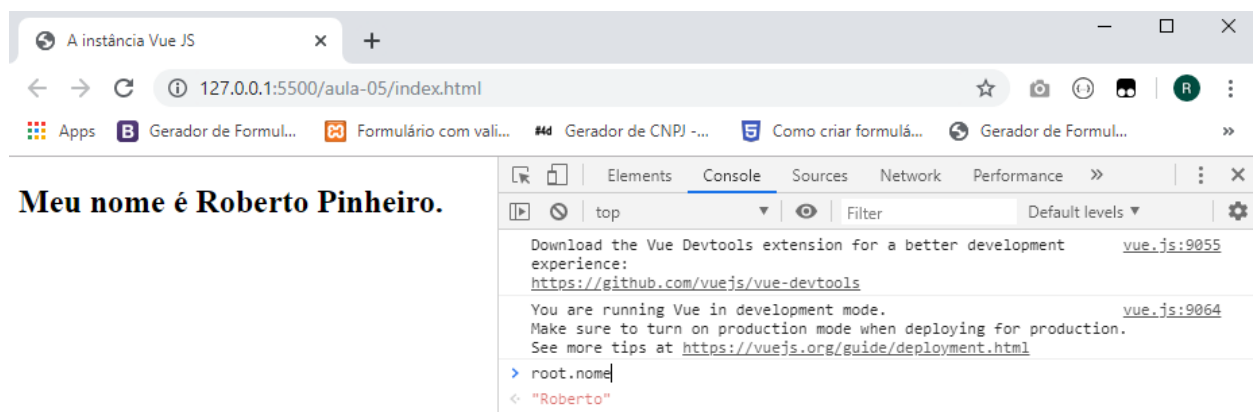 A instância Vue JS
127.0.0.1:5500/aula-05/index.html
R
Apps B Gerador de Formul... Formulário com vali... #4d Gerador de CNPJ -... 5 Como criar formulá... Gerador de Formul... »
Meu nome é Roberto Pinheiro.
Elements Console Sources Network Performance »
top Filter Default levels ▼
Download the Vue Devtools extension for a better development vue.js:9055
experience:
https://github.com/vuejs/vue-devtools
You are running Vue in development mode. vue.js:9064
Make sure to turn on production mode when deploying for production.
See more tips at https://vuejs.org/guide/deployment.html
> root.nome
"Roberto"